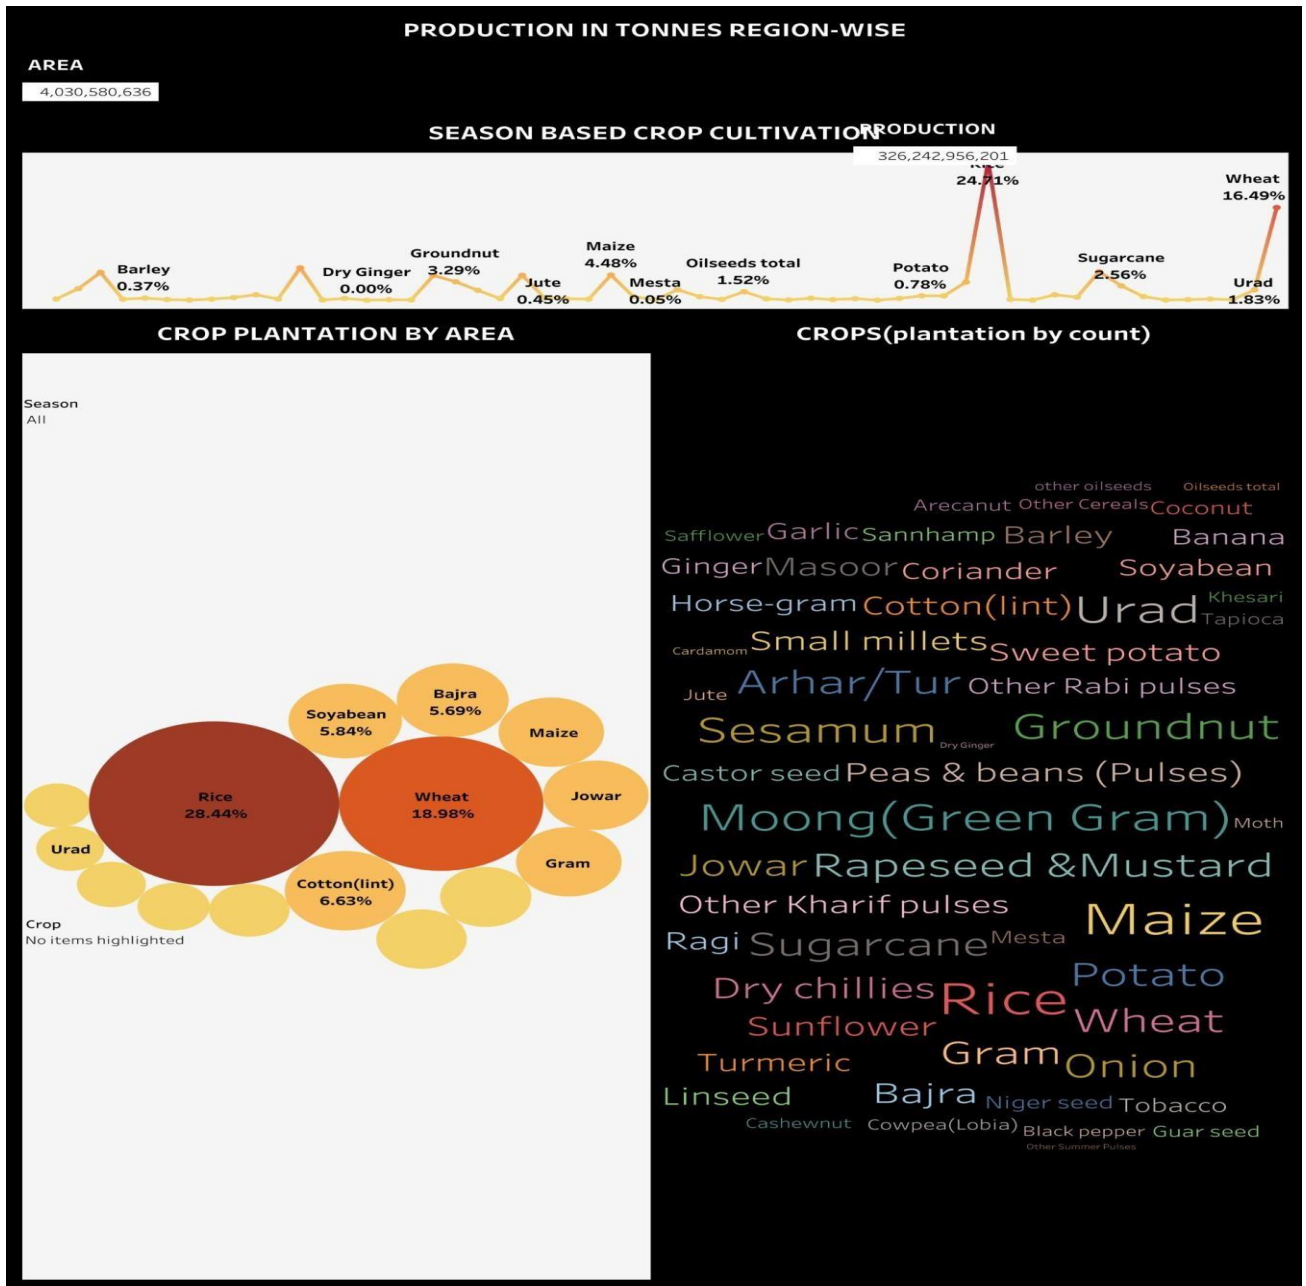 PRODUCTION IN TONNES REGION-WISE
AREA
4,030,580,636
SEASON BASED CROP CULTIVATION
PRODUCTION
326,242,956,201
Rice
24.71%
Wheat
16.49%
Barley
0.37%
Dry Ginger
0.00%
Groundnut
3.29%
Jute
0.45%
Maize
4.48%
Mesta
0.05%
Oilseeds total
1.52%
Potato
0.78%
Sugarcane
2.56%
Urad
1.83%
CROP PLANTATION BY AREA
Season
All
Bajra
5.69%
Soyabean
5.84%
Maize
Rice
28.44%
Wheat
18.98%
Jowar
Urad
Gram
Cotton(lint)
6.63%
Crop
No items highlighted
CROPS(plantation by count)
other oilseeds Oilseeds total
Arecanut Other Cereals Coconut
Safflower Garlic Sannhamp Barley Banana
Ginger Masoor Coriander Soyabean
Horse-gram Cotton(lint) Urad Khesari
Tapioca
Cardamom Small millets Sweet potato
Jute Arhar/Tur Other Rabi pulses
Sesamum Dry Ginger Groundnut
Castor seed Peas & beans (Pulses)
Moong(Green Gram) Moth
Jowar Rapeseed &Mustard
Other Kharif pulses Maize
Ragi Sugarcane Mesta
Potato
Dry chillies Rice
Sunflower Wheat
Turmeric Gram Onion
Linseed Bajra Niger seed Tobacco
Cashewnut Cowpea(Lobia) Black pepper Guar seed
Other Summer Pulses